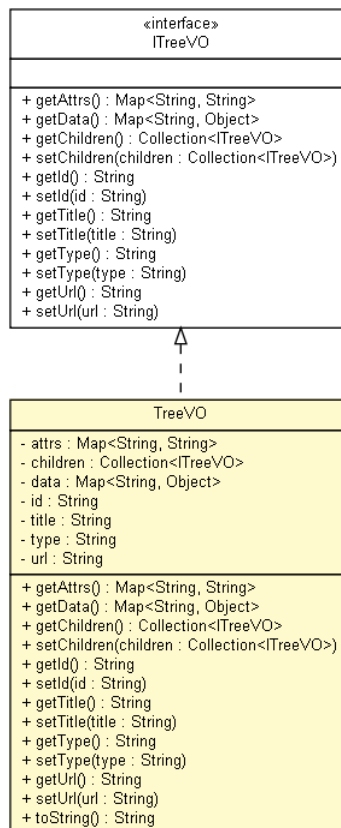 «interface»
ITreeVO
+ getAttrs() : Map<String, String>
+ getData() : Map<String, Object>
+ getChildren() : Collection<ITreeVO>
+ setChildren(children : Collection<ITreeVO>)
+ getId() : String
+ setId(id : String)
+ getTitle() : String
+ setTitle(title : String)
+ getType() : String
+ setType(type : String)
+ getUrl() : String
+ setUrl(url : String)
TreeVO
- attrs : Map<String, String>
- children : Collection<ITreeVO>
- data : Map<String, Object>
- id : String
- title : String
- type : String
- url : String
+ getAttrs() : Map<String, String>
+ getData() : Map<String, Object>
+ getChildren() : Collection<ITreeVO>
+ setChildren(children : Collection<ITreeVO>)
+ getId() : String
+ setId(id : String)
+ getTitle() : String
+ setTitle(title : String)
+ getType() : String
+ setType(type : String)
+ getUrl() : String
+ setUrl(url : String)
+ toString() : String